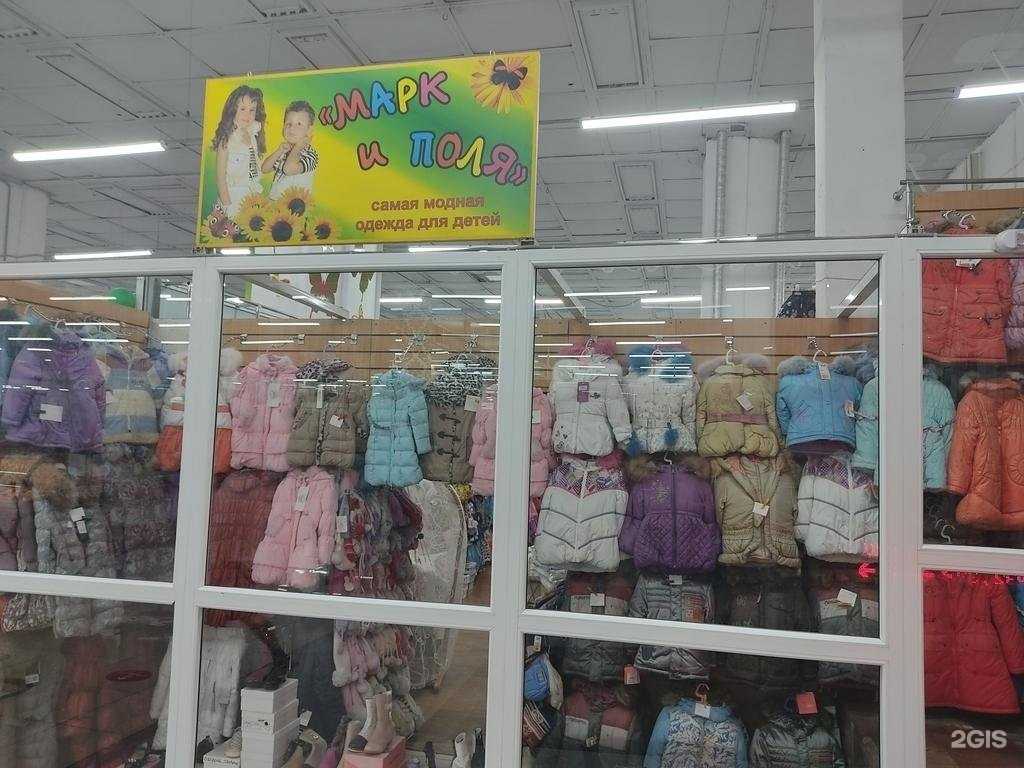 «МАРК
и ПОЛЯ»
самая модная
одежда для детей
2GIS